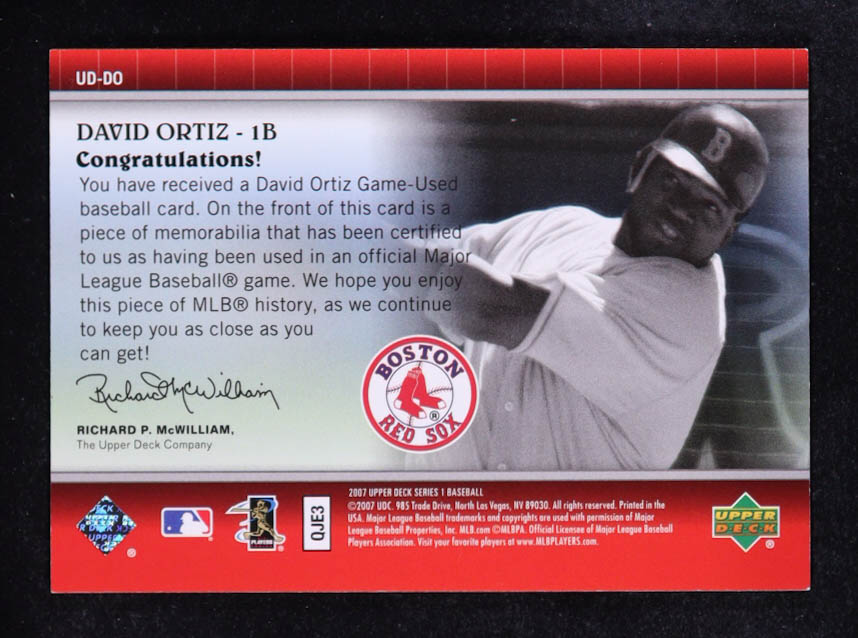 UD-DO
DAVID ORTIZ - 1B
Congratulations!
You have received a David Ortiz Game-Used
baseball card. On the front of this card is a
piece of memorabilia that has been certified
to us as having been used in an official Major
League Baseball® game. We hope you enjoy
this piece of MLB® history, as we continue
to keep you as close as you
can get!
Richard P. McWilliam
RICHARD P. McWILLIAM,
The Upper Deck Company
B
BOSTON
RED SOX
®
2007 UPPER DECK SERIES 1 BASEBALL
©2007 UDC. 985 Trade Drive, North Las Vegas, NV 89030. All rights reserved. Printed in the
USA. Major League Baseball trademarks and copyrights are used with permission of Major
League Baseball Properties, Inc. MLB.com ©MLBPA. Official Licensee of Major League Baseball
Players Association. Visit your favorite players at www.MLBPLAYERS.com.
QJE3
PLAYERS
UPPER
DECK
®